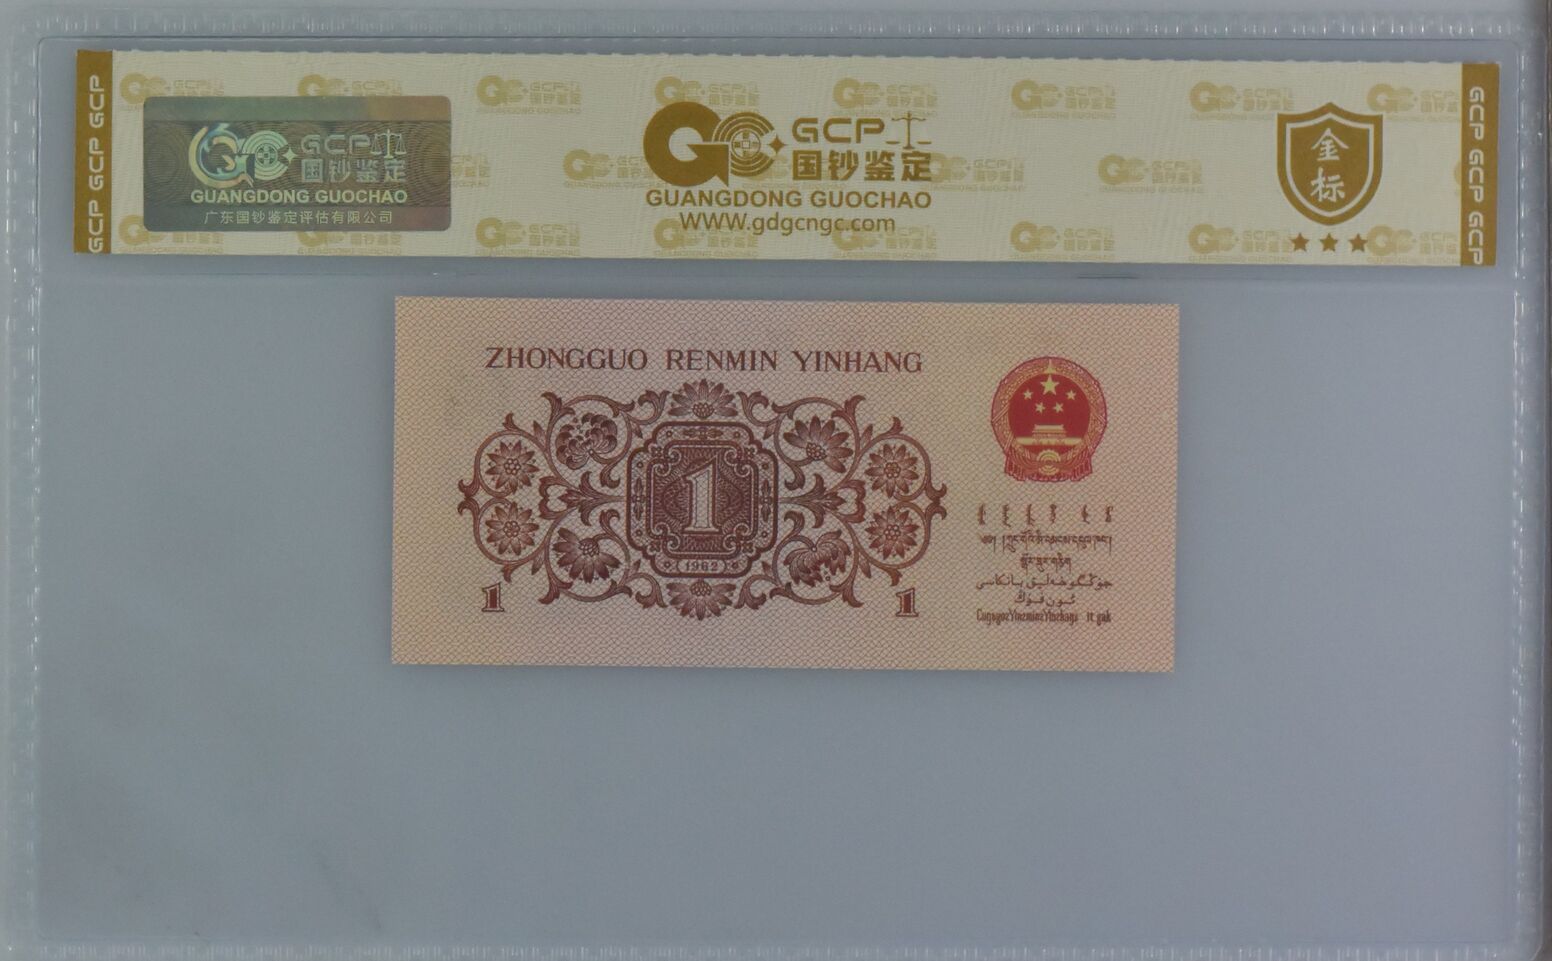 GCP GCP GCP
GCP
国钞鉴定
GUANGDONG GUOCHAO
广东国钞鉴定评估有限公司
GCP
国钞鉴定
GUANGDONG GUOCHAO
WWW.gdgcngc.com
金
标
GCP GCP GCP
ZHONGGUO RENMIN YINHANG
1
(1962)
1
1